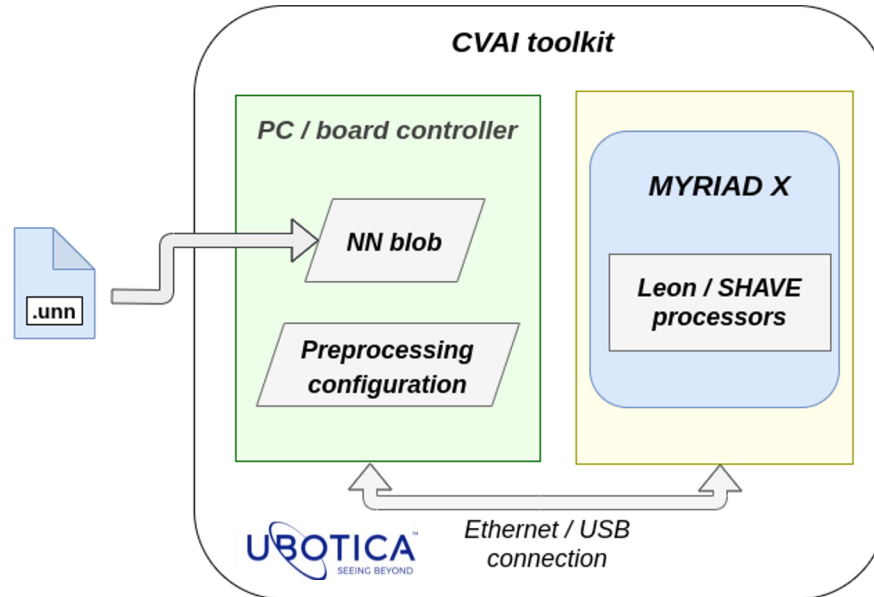 CVAI toolkit
PC / board controller
NN blob
Preprocessing
configuration
MYRIAD X
Leon / SHAVE
processors
.unn
Ethernet / USB
connection
UBOTICA™
SEEING BEYOND